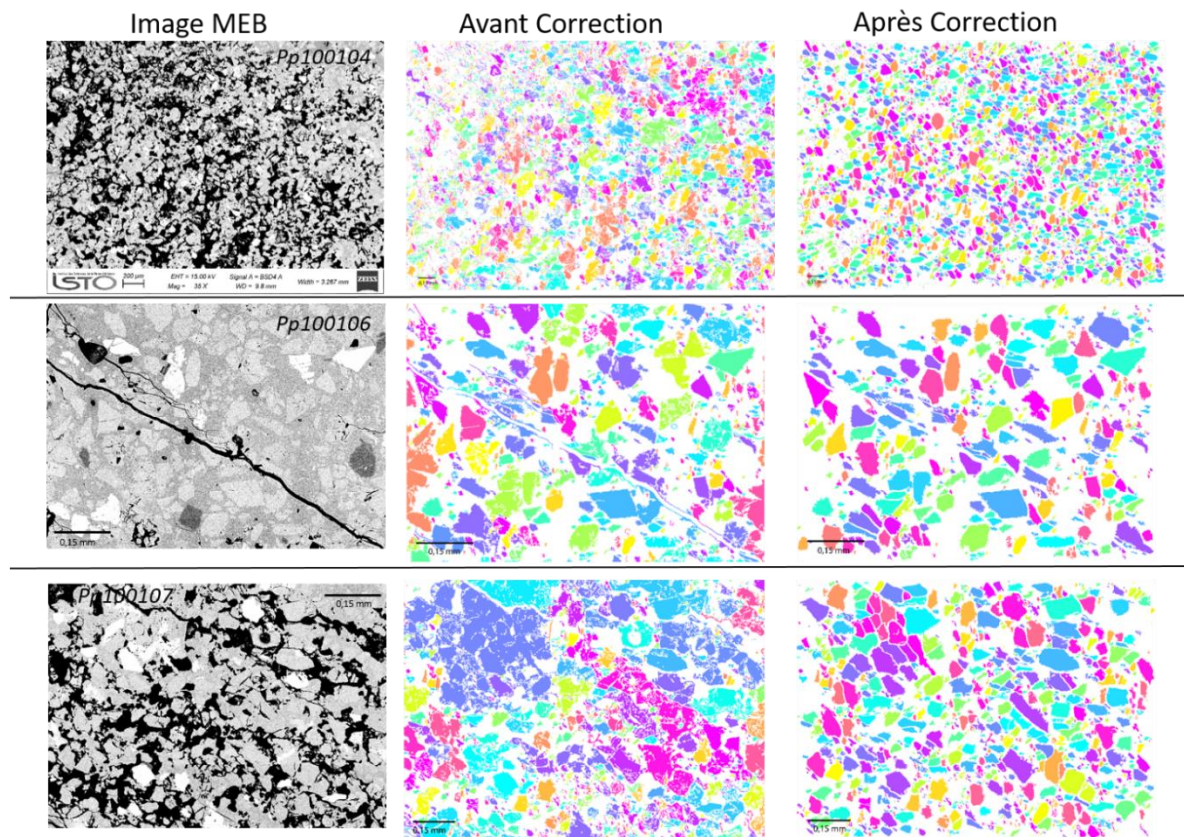 Image MEB
Avant Correction
Après Correction
Pp100104
ISTO
200 µm
EHT = 15.00 kV
Signal A = BSD4 A
Width = 3.267 mm
Mag = 35 X
WD = 9.8 mm
ZEISS
Pp100106
0,15 mm
0,15 mm
0,15 mm
Pp100107
0,15 mm
0,15 mm
0,15 mm